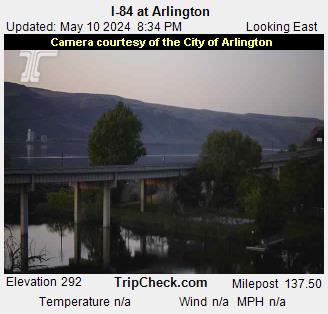 I-84 at Arlington
Updated: May 10 2024 8:34 PM Looking East
Camera courtesy of the City of Arlington
Elevation 292 TripCheck.com Milepost 137.50
Temperature n/a Wind n/a MPH n/a